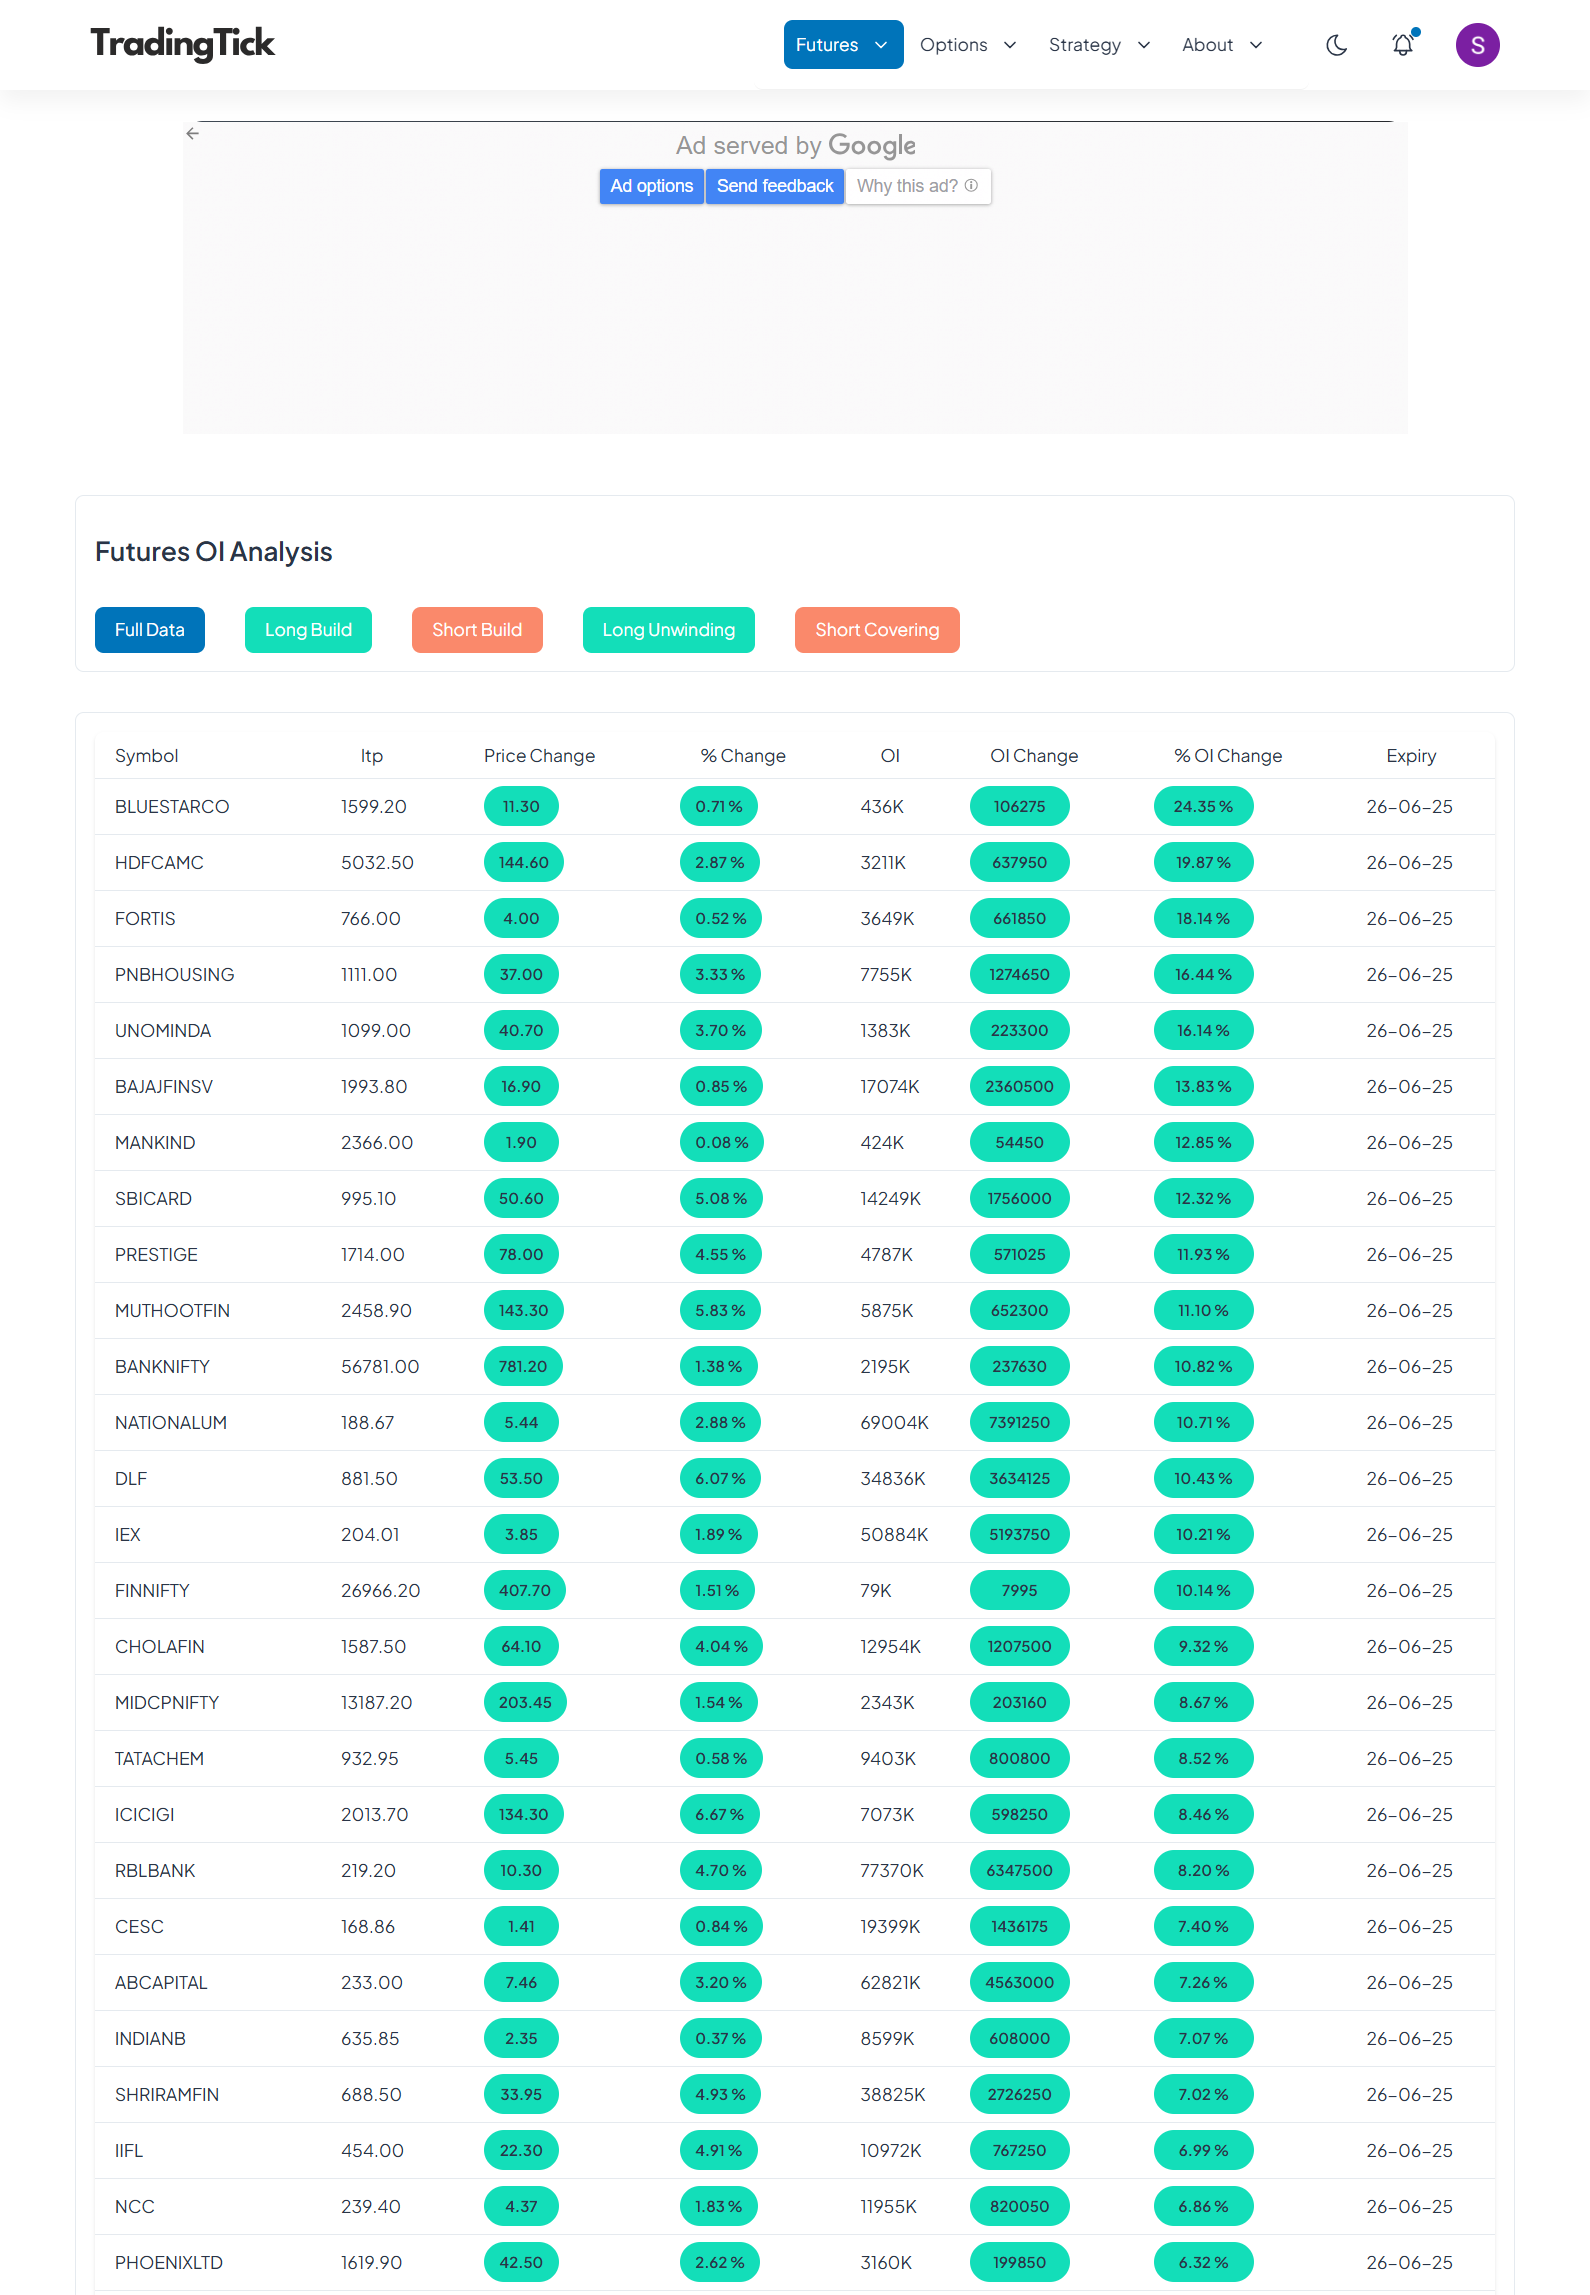 TradingTick
Futures Options Strategy About S
Ad served by Google
Ad options Send feedback Why this ad?
Futures OI Analysis
Full Data Long Build Short Build Long Unwinding Short Covering
Symbol ltp Price Change % Change OI OI Change % OI Change Expiry
BLUESTARCO 1599.20 11.30 0.71 % 436K 106275 24.35 % 26-06-25
HDFCAMC 5032.50 144.60 2.87 % 3211K 637950 19.87 % 26-06-25
FORTIS 766.00 4.00 0.52 % 3649K 661850 18.14 % 26-06-25
PNBHOUSING 1111.00 37.00 3.33 % 7755K 1274650 16.44 % 26-06-25
UNOMINDA 1099.00 40.70 3.70 % 1383K 223300 16.14 % 26-06-25
BAJAJFINSV 1993.80 16.90 0.85 % 17074K 2360500 13.83 % 26-06-25
MANKIND 2366.00 1.90 0.08 % 424K 54450 12.85 % 26-06-25
SBICARD 995.10 50.60 5.08 % 14249K 1756000 12.32 % 26-06-25
PRESTIGE 1714.00 78.00 4.55 % 4787K 571025 11.93 % 26-06-25
MUTHOOTFIN 2458.90 143.30 5.83 % 5875K 652300 11.10 % 26-06-25
BANKNIFTY 56781.00 781.20 1.38 % 2195K 237630 10.82 % 26-06-25
NATIONALUM 188.67 5.44 2.88 % 69004K 7391250 10.71 % 26-06-25
DLF 881.50 53.50 6.07 % 34836K 3634125 10.43 % 26-06-25
IEX 204.01 3.85 1.89 % 50884K 5193750 10.21 % 26-06-25
FINNIFTY 26966.20 407.70 1.51 % 79K 7995 10.14 % 26-06-25
CHOLAFIN 1587.50 64.10 4.04 % 12954K 1207500 9.32 % 26-06-25
MIDCPNIFTY 13187.20 203.45 1.54 % 2343K 203160 8.67 % 26-06-25
TATACHEM 932.95 5.45 0.58 % 9403K 800800 8.52 % 26-06-25
ICICIGI 2013.70 134.30 6.67 % 7073K 598250 8.46 % 26-06-25
RBLBANK 219.20 10.30 4.70 % 77370K 6347500 8.20 % 26-06-25
CESC 168.86 1.41 0.84 % 19399K 1436175 7.40 % 26-06-25
ABCAPITAL 233.00 7.46 3.20 % 62821K 4563000 7.26 % 26-06-25
INDIANB 635.85 2.35 0.37 % 8599K 608000 7.07 % 26-06-25
SHRIRAMFIN 688.50 33.95 4.93 % 38825K 2726250 7.02 % 26-06-25
IIFL 454.00 22.30 4.91 % 10972K 767250 6.99 % 26-06-25
NCC 239.40 4.37 1.83 % 11955K 820050 6.86 % 26-06-25
PHOENIXLTD 1619.90 42.50 2.62 % 3160K 199850 6.32 % 26-06-25